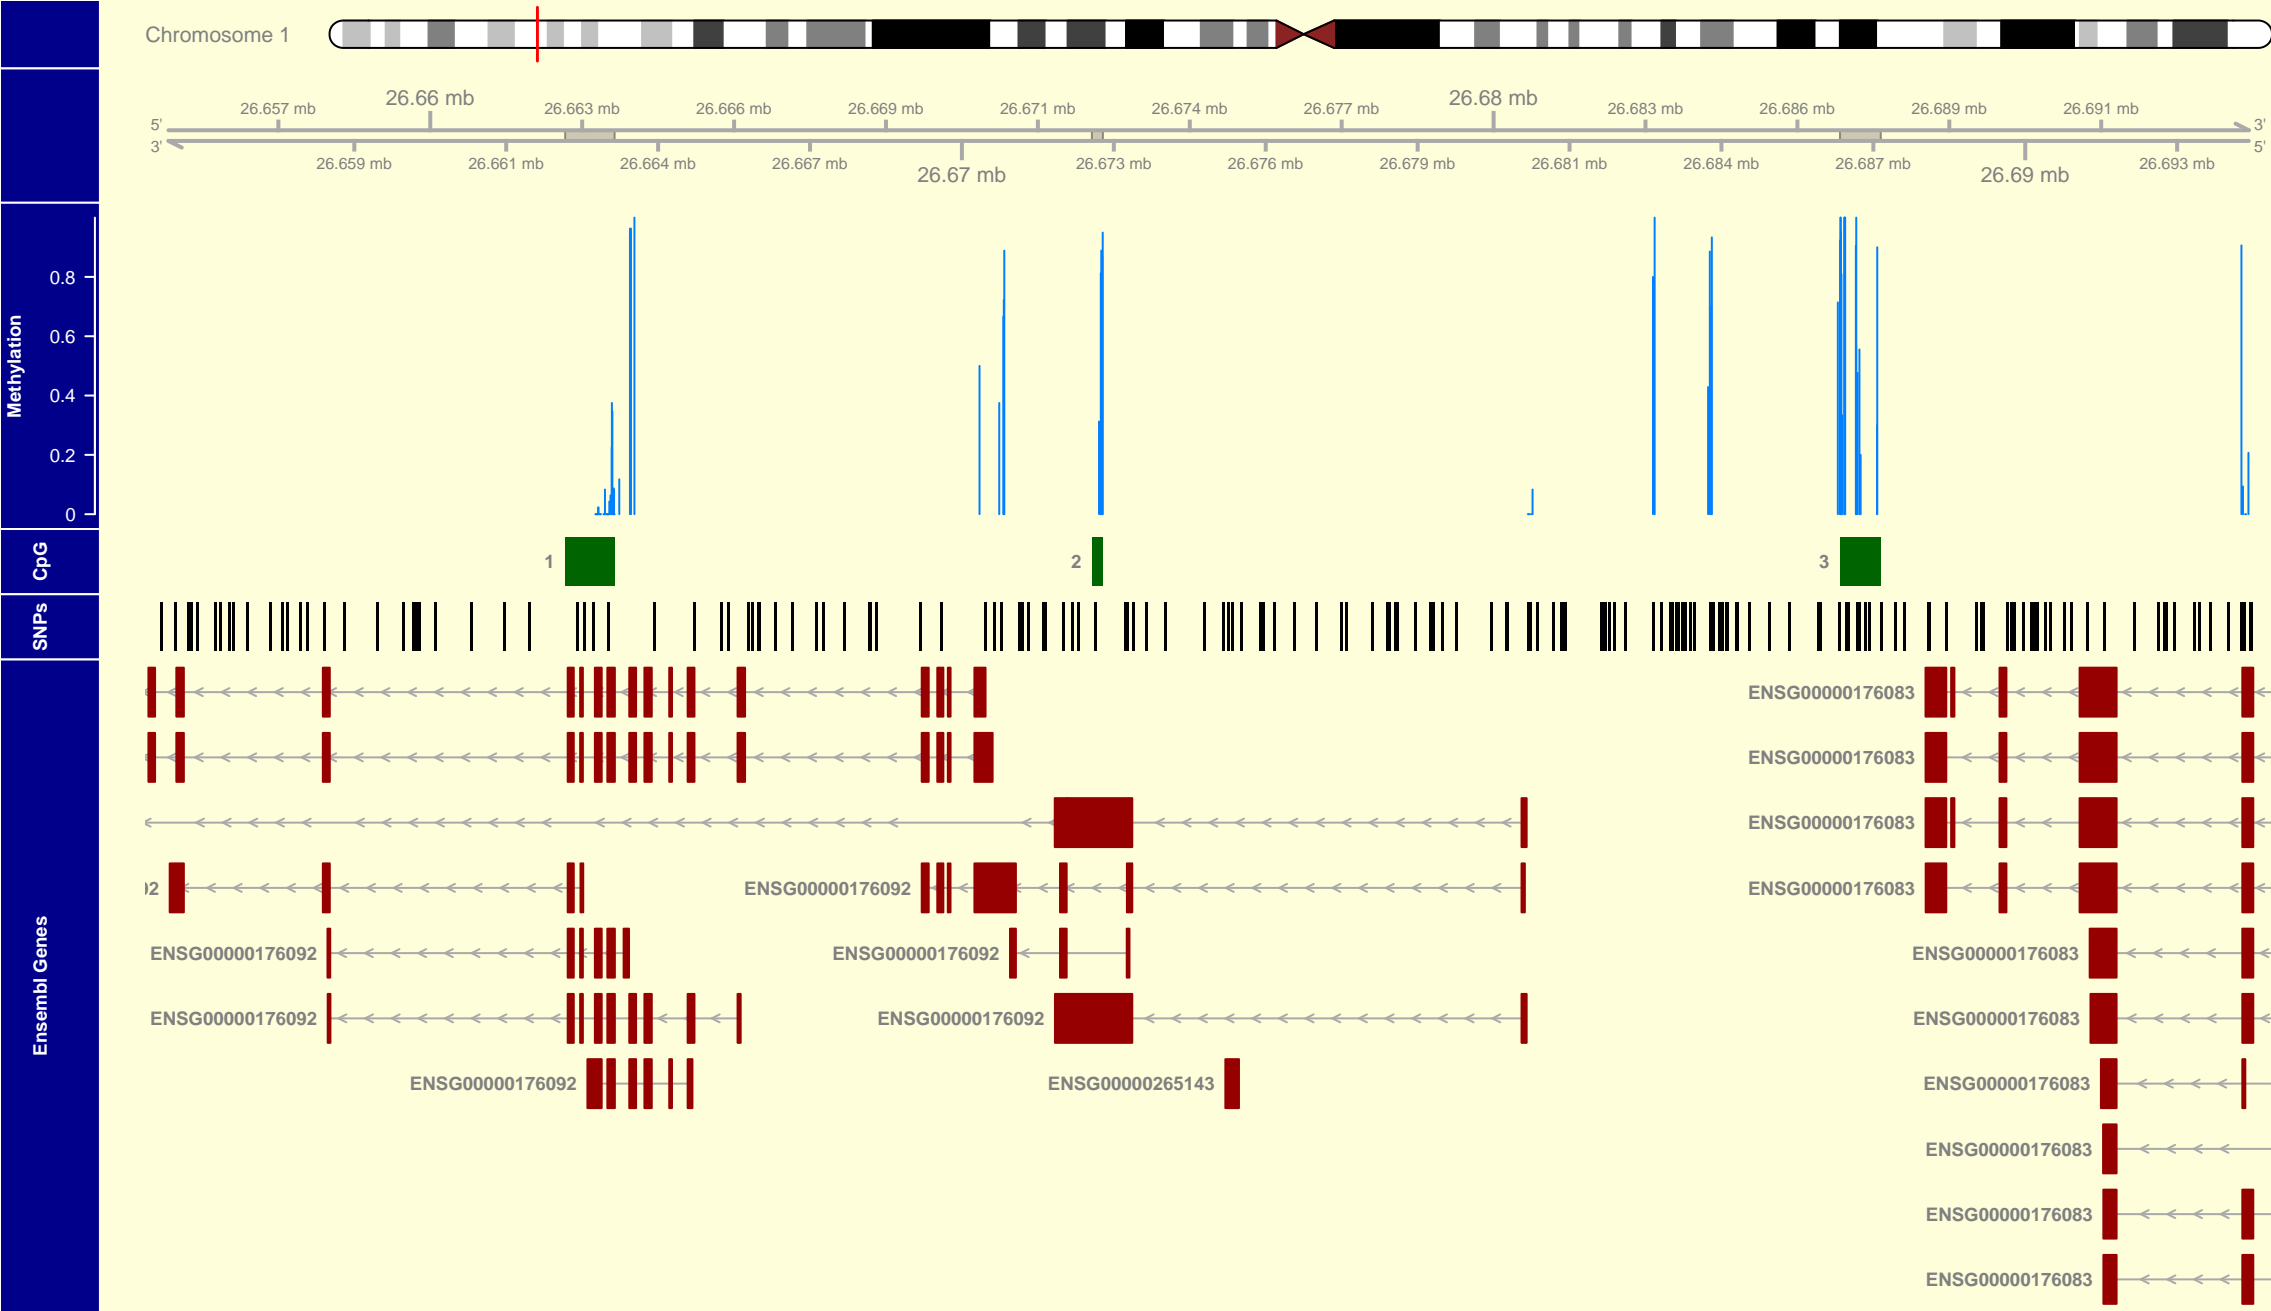 Chromosome 1
26.657 mb 26.66 mb 26.663 mb 26.666 mb 26.669 mb 26.671 mb 26.674 mb 26.677 mb 26.68 mb 26.683 mb 26.686 mb 26.689 mb 26.691 mb
5' 3'
3' 5'
26.659 mb 26.661 mb 26.664 mb 26.667 mb 26.67 mb 26.673 mb 26.676 mb 26.679 mb 26.681 mb 26.684 mb 26.687 mb 26.69 mb 26.693 mb
Methylation
0.8
0.6
0.4
0.2
0
CpG
1 2 3
SNPs
Ensembl Genes
ENSG00000176083
ENSG00000176083
ENSG00000176083
92 ENSG00000176092 ENSG00000176083
ENSG00000176092 ENSG00000176092 ENSG00000176083
ENSG00000176092 ENSG00000176092 ENSG00000176083
ENSG00000176092 ENSG00000265143 ENSG00000176083
ENSG00000176083
ENSG00000176083
ENSG00000176083